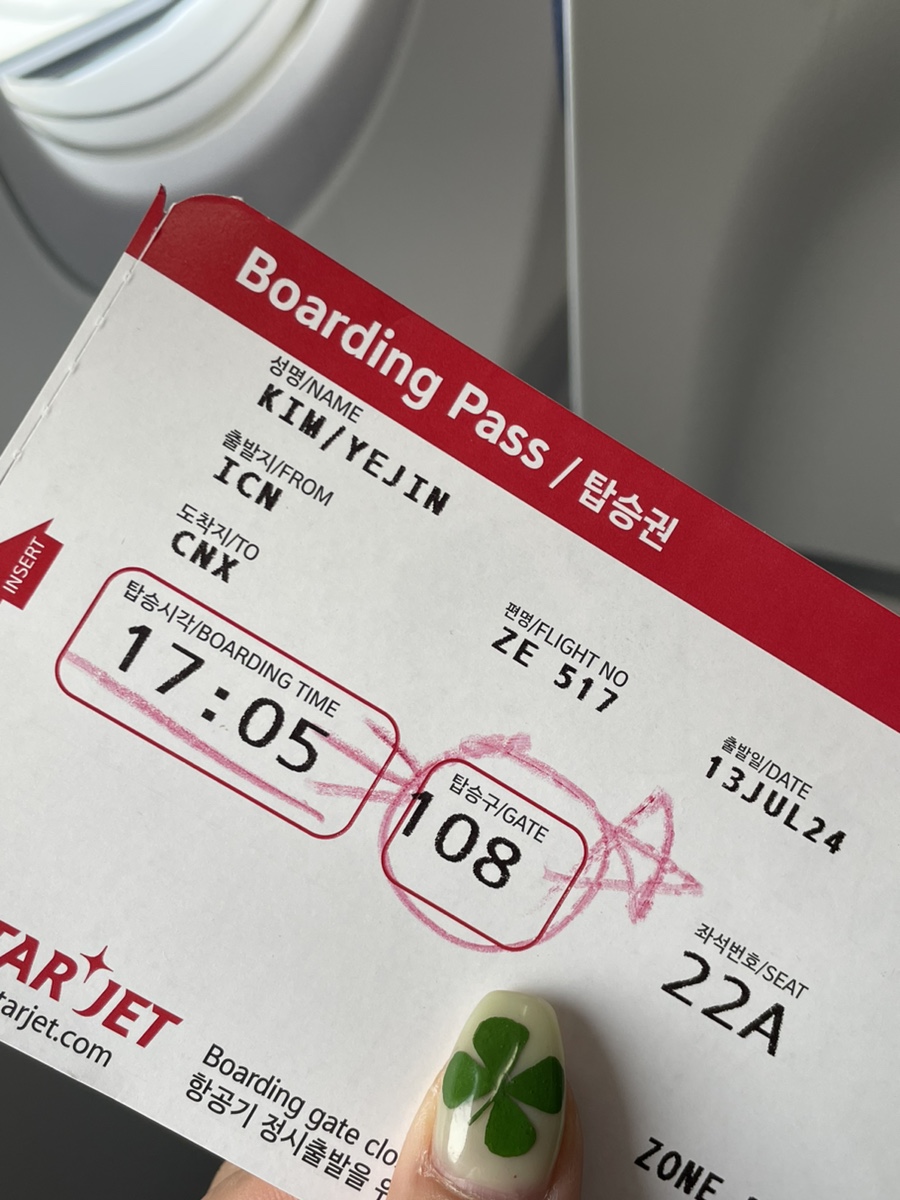 Boarding Pass / 탑승권
성명/NAME
KIM/YEJIN
출발지/FROM
ICN
도착지/TO
CNX
INSERT
탑승시각/BOARDING TIME
17:05
편명/FLIGHT NO
ZE 517
탑승구/GATE
108
출발일/DATE
13JUL24
좌석번호/SEAT
22A
TAR JET
tarjet.com
Boarding gate clo
항공기 정시출발을
ZONE